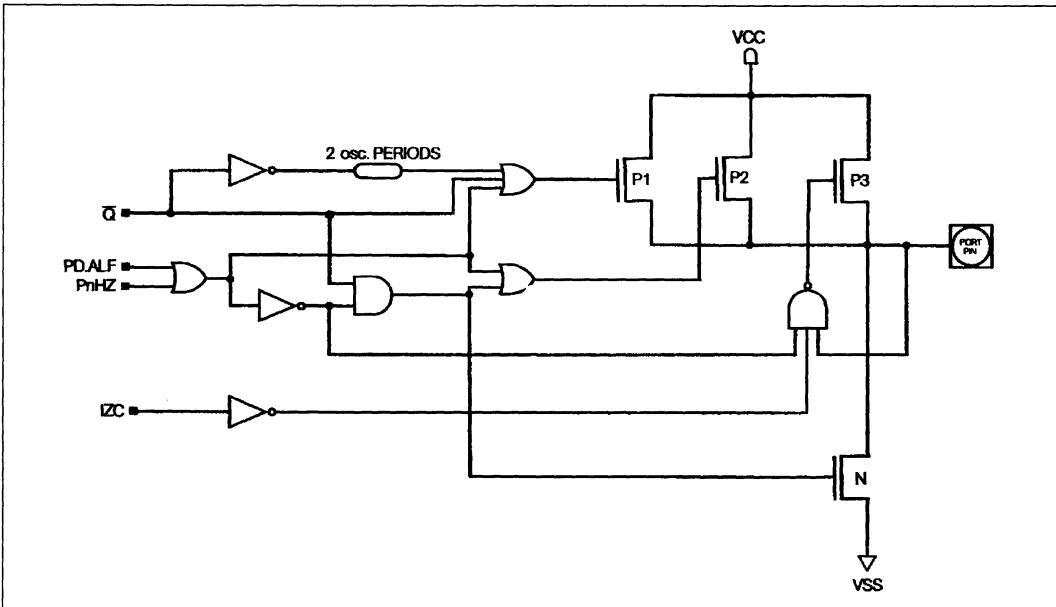 VCC
2 osc. PERIODS
P1
P2
P3
Q̅
PORT
PIN
PD.ALF
PnHZ
IZC
N
VSS